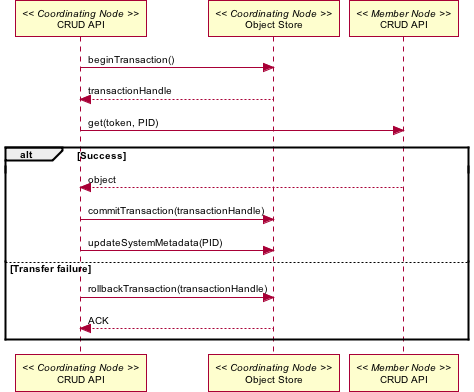 << Coordinating Node >>
CRUD API
<< Coordinating Node >>
Object Store
<< Member Node >>
CRUD API
beginTransaction()
transactionHandle
get(token, PID)
alt
[Success]
object
commitTransaction(transactionHandle)
updateSystemMetadata(PID)
[Transfer failure]
rollbackTransaction(transactionHandle)
ACK
<< Coordinating Node >>
CRUD API
<< Coordinating Node >>
Object Store
<< Member Node >>
CRUD API